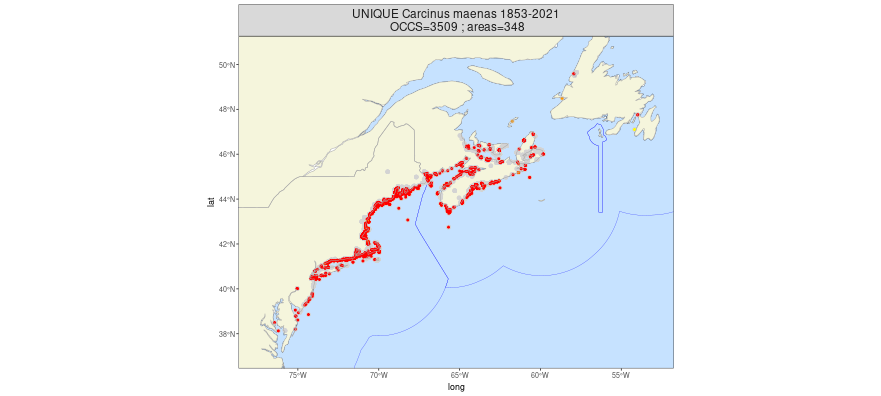 UNIQUE Carcinus maenas 1853-2021
OCCS=3509 ; areas=348
50°N
48°N
46°N
44°N
42°N
40°N
38°N
lat
75°W
70°W
65°W
60°W
55°W
long